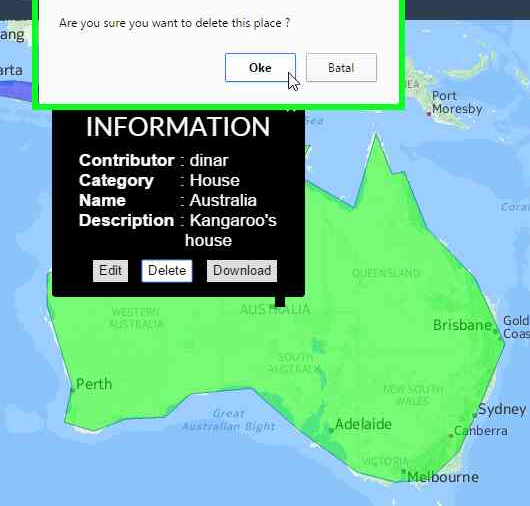 Are you sure you want to delete this place ?
Oke
Batal
ang
arta
EA
Port
Moresby
Sea
Cora
INFORMATION
Contributor : dinar
Category : House
Name : Australia
Description : Kangaroo's
house
Edit
Delete
Download
QUEENSLAND
WESTERN
AUSTRALIA
AUSTRALIA
Brisbane
Gold
Coas
SOUTH
AUSTRALIA
Perth
NEW SOUTH
WALES
Great
Australian Bight
Adelaide
Sydney
Canberra
VICTORIA
Melbourne